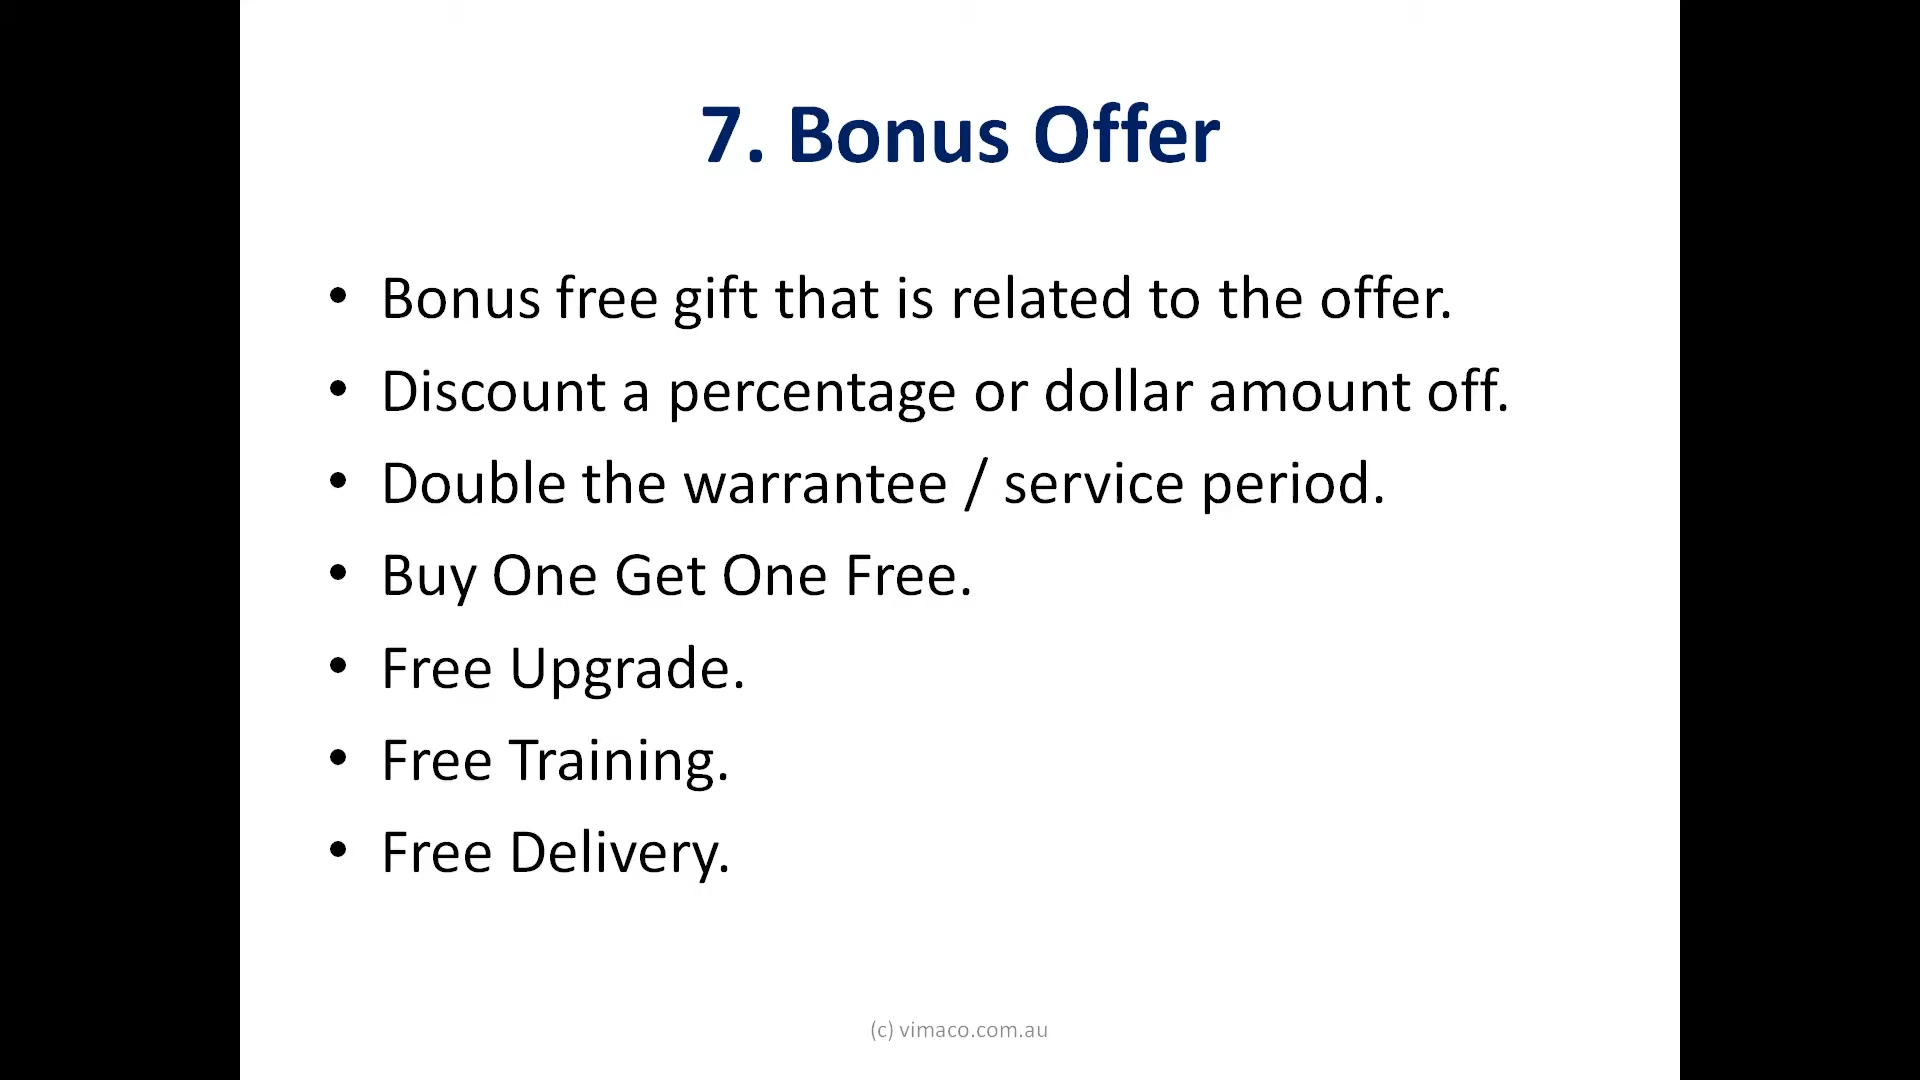 7. Bonus Offer
• Bonus free gift that is related to the offer.
• Discount a percentage or dollar amount off.
• Double the warrantee / service period.
• Buy One Get One Free.
• Free Upgrade.
• Free Training.
• Free Delivery.
(c) vimaco.com.au